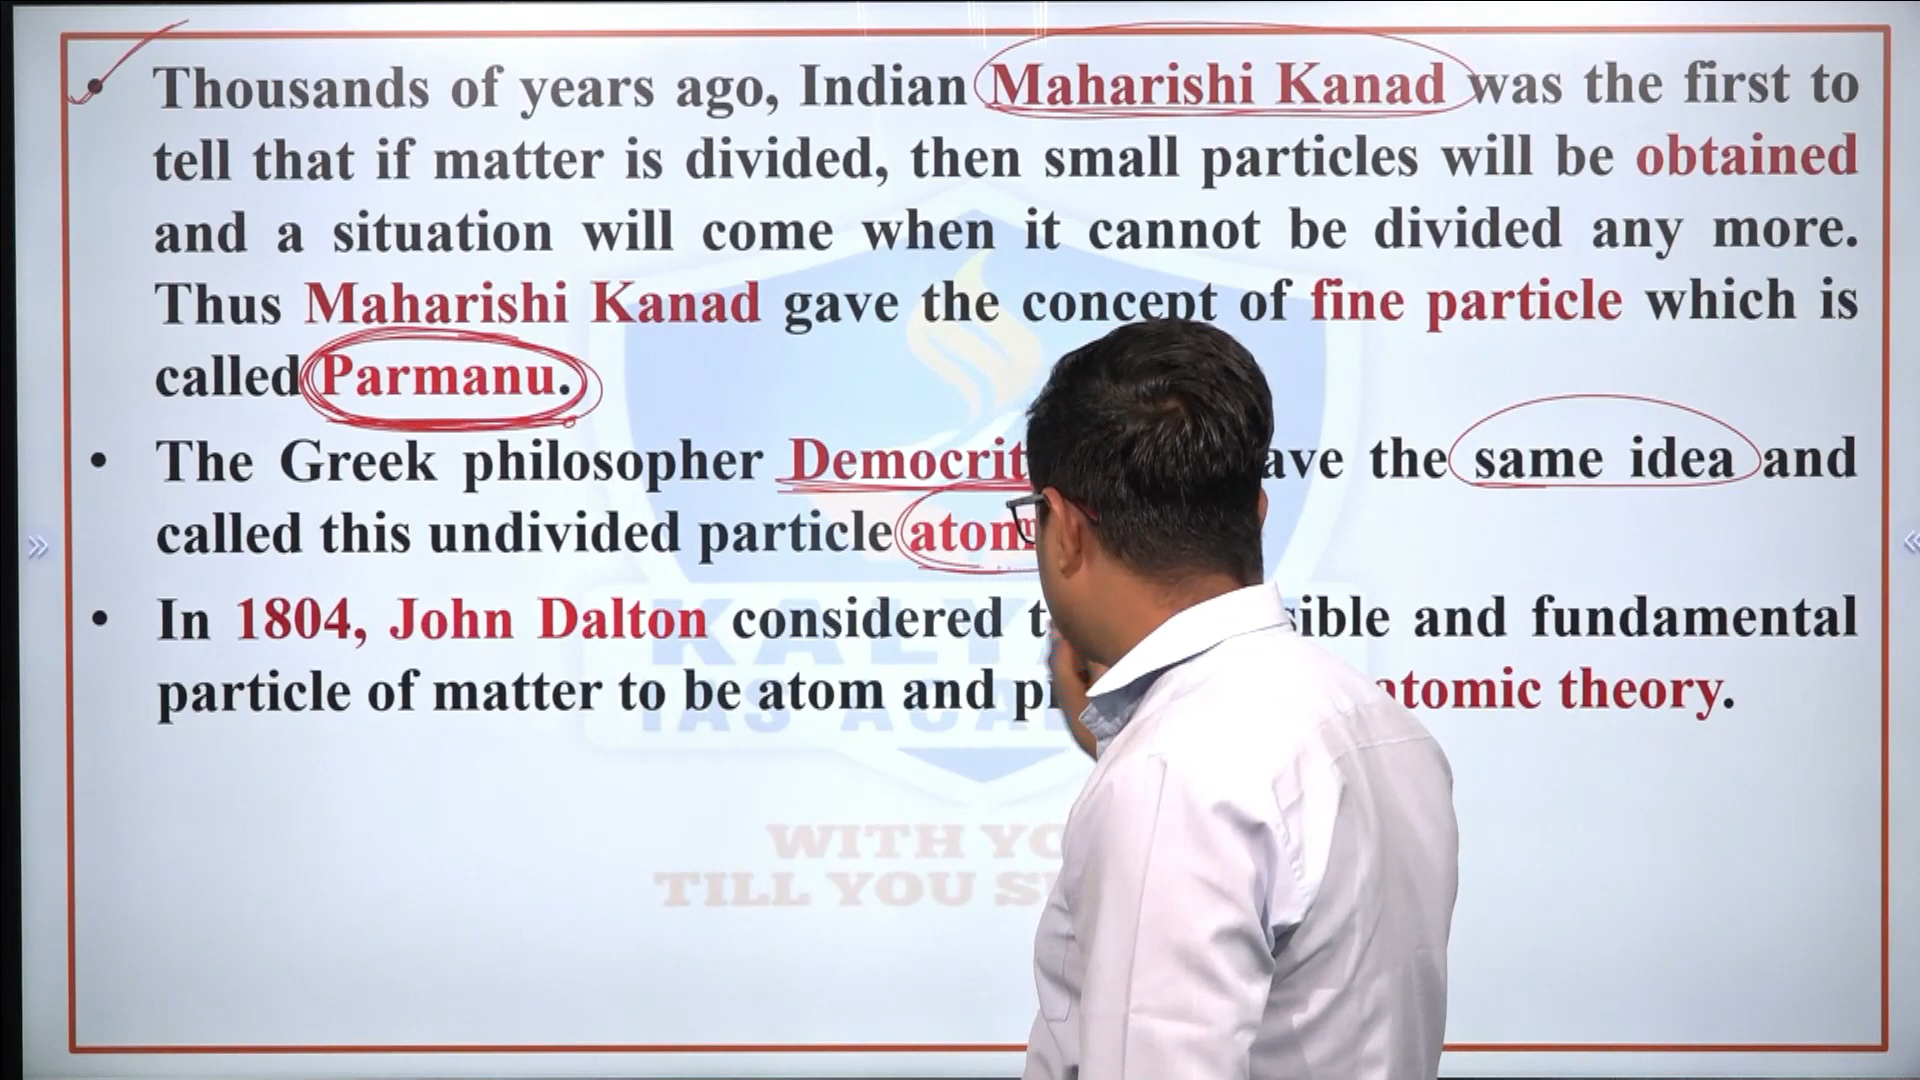 • Thousands of years ago, Indian Maharishi Kanad was the first to
tell that if matter is divided, then small particles will be obtained
and a situation will come when it cannot be divided any more.
Thus Maharishi Kanad gave the concept of fine particle which is
called Parmanu.
• The Greek philosopher the same idea and
called this undivided particle atom
• In 1804, John Dalton considered and fundamental
particle of matter to be atom and atomic theory.
IAS
WITH
TILL YOU